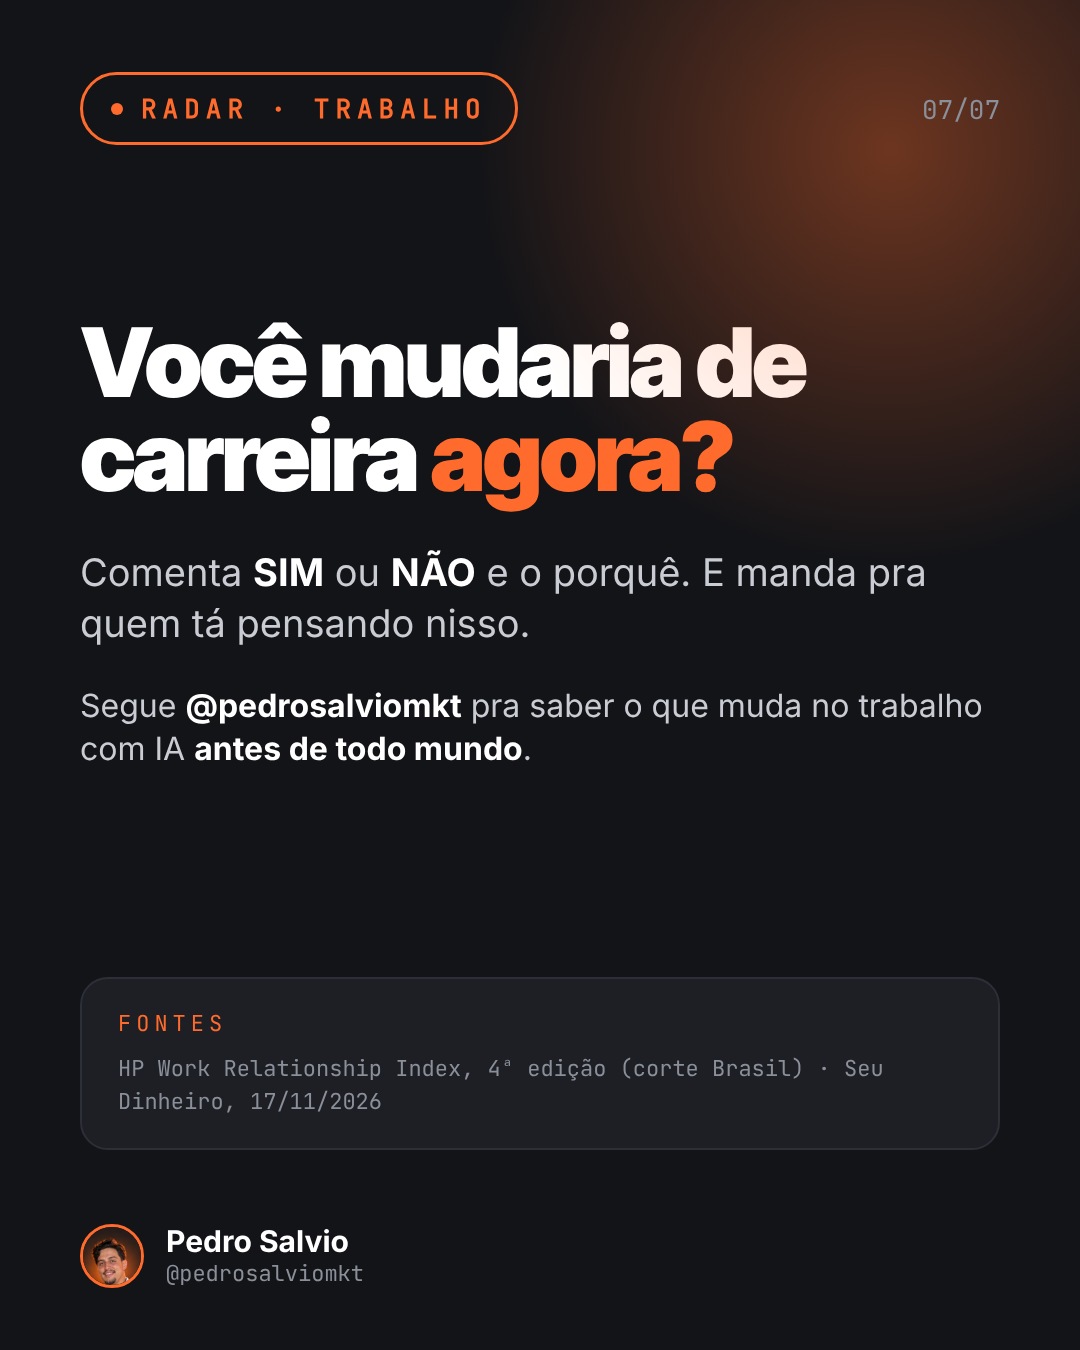 • RADAR · TRABALHO
07/07
Você mudaria de
carreira agora?
Comenta SIM ou NÃO e o porquê. E manda pra
quem tá pensando nisso.
Segue @pedrosalviomkt pra saber o que muda no trabalho
com IA antes de todo mundo.
FONTES
HP Work Relationship Index, 4ª edição (corte Brasil) · Seu
Dinheiro, 17/11/2026
Pedro Salvio
@pedrosalviomkt